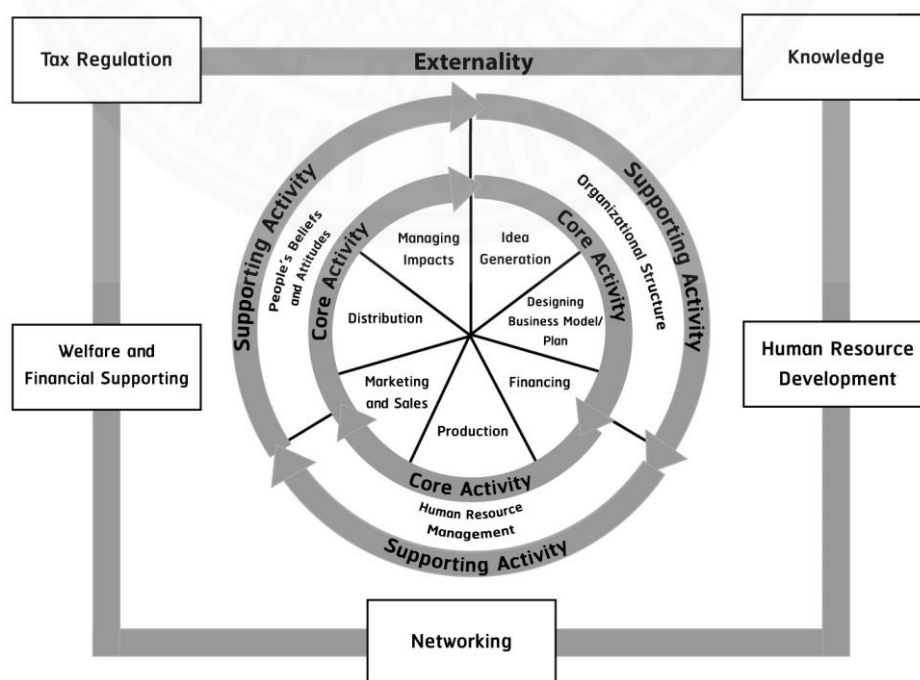 Tax Regulation
Externality
Knowledge
Supporting Activity
Supporting Activity
People's Beliefs
and Attitudes
Organizational Structure
Core Activity
Core Activity
Managing
Impacts
Idea
Generation
Distribution
Designing
Business Model/
Plan
Welfare and
Financial Supporting
Human Resource
Development
Marketing
and Sales
Financing
Production
Core Activity
Human Resource
Management
Supporting Activity
Networking